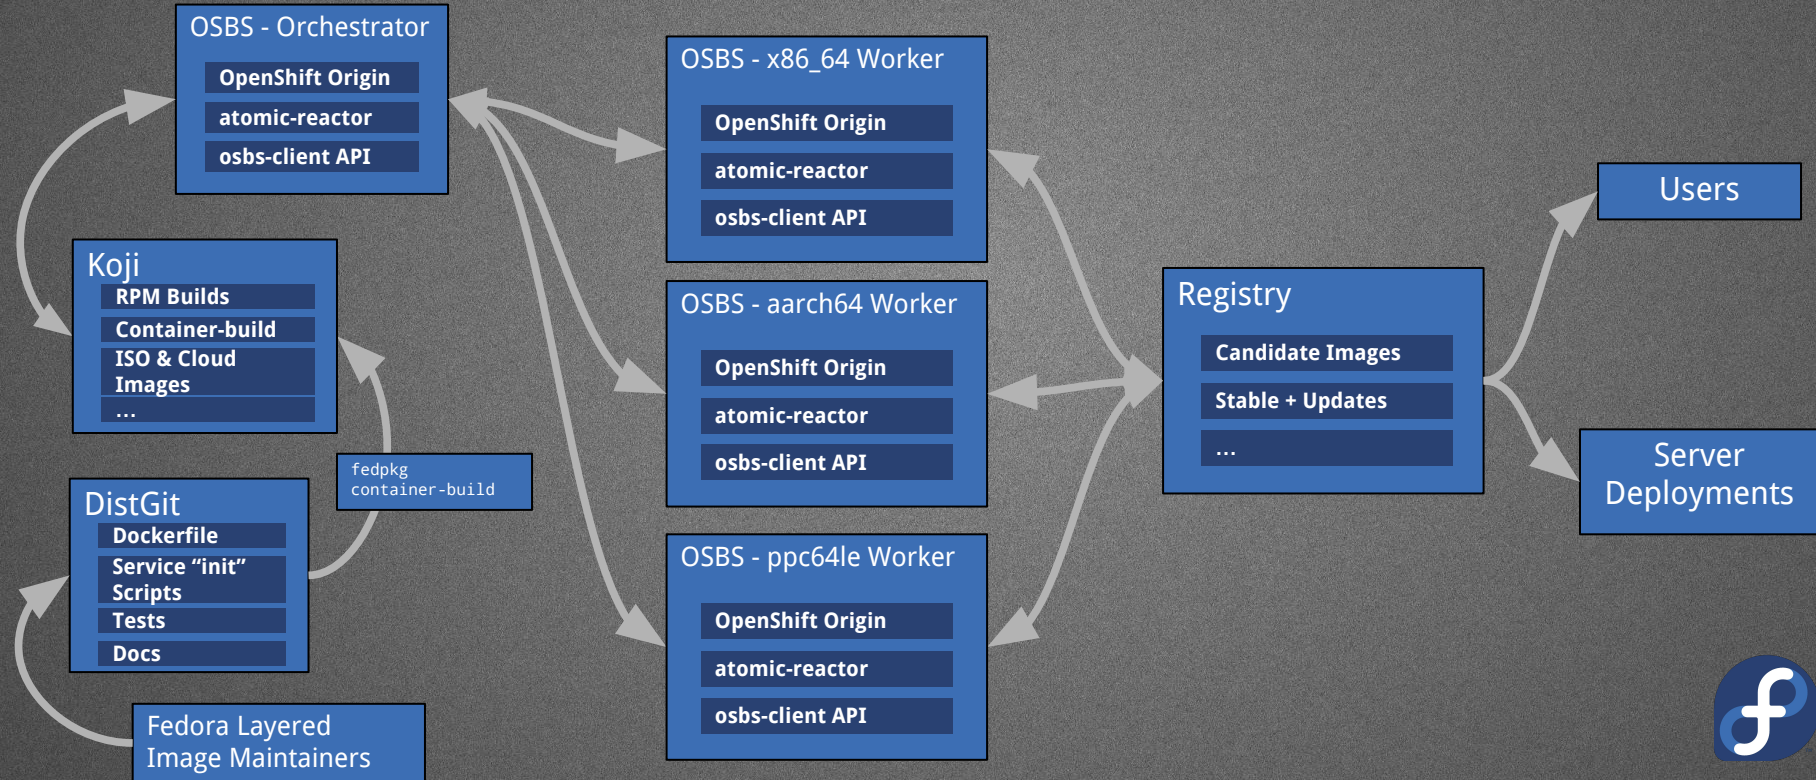 OSBS - Orchestrator
OpenShift Origin
atomic-reactor
osbs-client API
Koji
RPM Builds
Container-build
ISO & Cloud
Images
...
fedpkg
container-build
DistGit
Dockerfile
Service “init”
Scripts
Tests
Docs
Fedora Layered
Image Maintainers
OSBS - x86_64 Worker
OpenShift Origin
atomic-reactor
osbs-client API
OSBS - aarch64 Worker
OpenShift Origin
atomic-reactor
osbs-client API
OSBS - ppc64le Worker
OpenShift Origin
atomic-reactor
osbs-client API
Registry
Candidate Images
Stable + Updates
...
Users
Server
Deployments